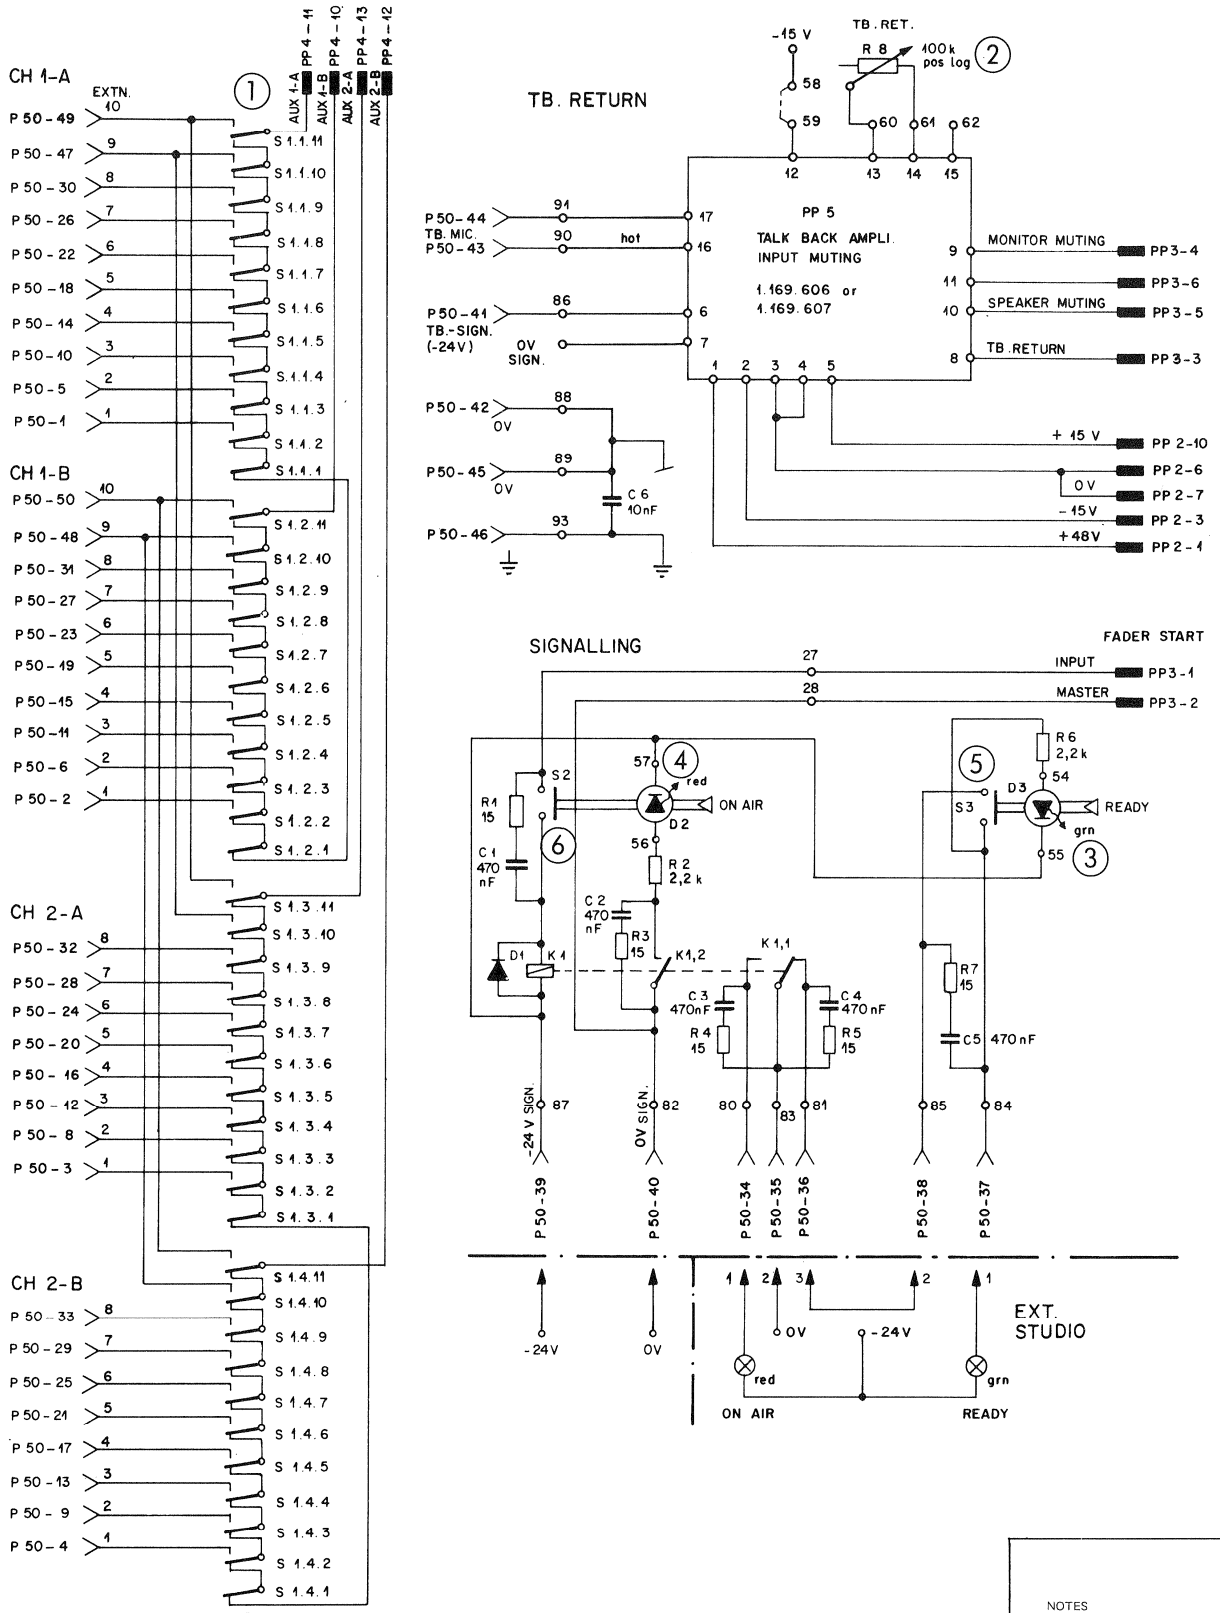 CH 1-A
EXTN.
1
AUX 1-A PP4-11
AUX 1-B PP4-10
AUX 2-A PP4-13
AUX 2-B PP4-12
P 50-49 10
P 50-47 9
P 50-30 8
P 50-26 7
P 50-22 6
P 50-18 5
P 50-14 4
P 50-10 3
P 50-5 2
P 50-1 1
S 1.1.11
S 1.1.10
S 1.1.9
S 1.1.8
S 1.1.7
S 1.1.6
S 1.1.5
S 1.1.4
S 1.1.3
S 1.1.2
S 1.1.1
CH 1-B
P 50-50 10
P 50-48 9
P 50-31 8
P 50-27 7
P 50-23 6
P 50-19 5
P 50-15 4
P 50-11 3
P 50-6 2
P 50-2 1
S 1.2.11
S 1.2.10
S 1.2.9
S 1.2.8
S 1.2.7
S 1.2.6
S 1.2.5
S 1.2.4
S 1.2.3
S 1.2.2
S 1.2.1
CH 2-A
P 50-32 8
P 50-28 7
P 50-24 6
P 50-20 5
P 50-16 4
P 50-12 3
P 50-8 2
P 50-3 1
S 1.3.11
S 1.3.10
S 1.3.9
S 1.3.8
S 1.3.7
S 1.3.6
S 1.3.5
S 1.3.4
S 1.3.3
S 1.3.2
S 1.3.1
CH 2-B
P 50-33 8
P 50-29 7
P 50-25 6
P 50-21 5
P 50-17 4
P 50-13 3
P 50-9 2
P 50-4 1
S 1.4.11
S 1.4.10
S 1.4.9
S 1.4.8
S 1.4.7
S 1.4.6
S 1.4.5
S 1.4.4
S 1.4.3
S 1.4.2
S 1.4.1
TB. RETURN
-15 V
58
59
TB.RET.
R 8
100k
pos log
2
60 61 62
12 13 14 15
PP 5
TALK BACK AMPLI.
INPUT MUTING
1.169.606 or
1.169.607
P50-44 91 17
TB. MIC.
P50-43 90 hot 16
P50-41 86 6
TB.-SIGN.
(-24V)
0V
SIGN.
7
P50-42 88
0V
P50-45 89
0V
C 6
10nF
P50-46 93
9 MONITOR MUTING PP3-4
11 PP3-6
10 SPEAKER MUTING PP3-5
8 TB.RETURN PP3-3
1 2 3 4 5
+ 15 V PP 2-10
PP 2-6
0V PP 2-7
-15V PP 2-3
+48V PP 2-1
SIGNALLING
FADER START
27 INPUT PP3-1
28 MASTER PP3-2
57
4
red
S 2
ON AIR
D2
56
R1
15
6
C 1
470
nF
R 2
2,2 k
C 2
470
nF
R3
15
D1
K 1
K1,2
K 1,1
C 3
470nF
R 4
15
C 4
470 nF
R 5
15
R 6
2,2k
54
5
D3
S3
READY
grn
55
3
R7
15
C5 470 nF
-24 V SIGN. 87
0V SIGN. 82
80
83
81
85
84
P50-39
P50-40
P50-34
P50-35
P50-36
P50-38
P50-37
1 2 3 2 1
EXT.
STUDIO
-24V
0V
0V
-24V
red
grn
ON AIR
READY
NOTES